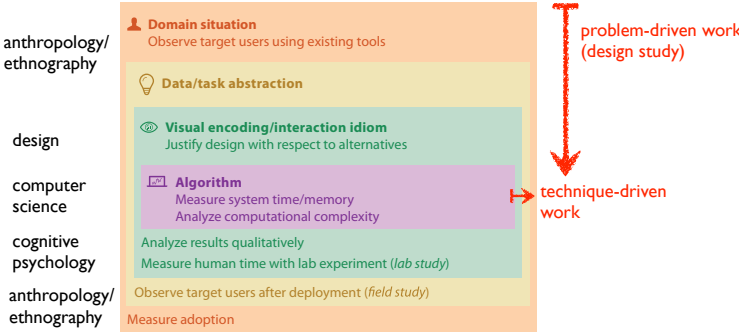 Domain situation
Observe target users using existing tools
problem-driven work
(design study)
anthropology/
ethnography
Data/task abstraction
Visual encoding/interaction idiom
Justify design with respect to alternatives
design
Algorithm
Measure system time/memory
Analyze computational complexity
computer
science
technique-driven
work
Analyze results qualitatively
Measure human time with lab experiment (lab study)
cognitive
psychology
Observe target users after deployment (field study)
anthropology/
ethnography
Measure adoption